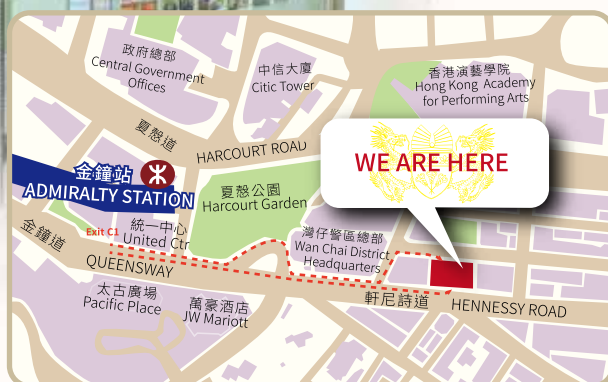 政府總部
Central Government
Offices
中信大廈
Citic Tower
香港演藝學院
Hong Kong Academy
for Performing Arts
夏慤道
HARCOURT ROAD
WE ARE HERE
金鐘站
ADMIRALTY STATION
夏慤公園
Harcourt Garden
金鐘道
QUEENSWAY
Exit C1
統一中心
United Ctr
灣仔警區總部
Wan Chai District
Headquarters
太古廣場
Pacific Place
萬豪酒店
JW Mariott
軒尼詩道
HENNESSY ROAD